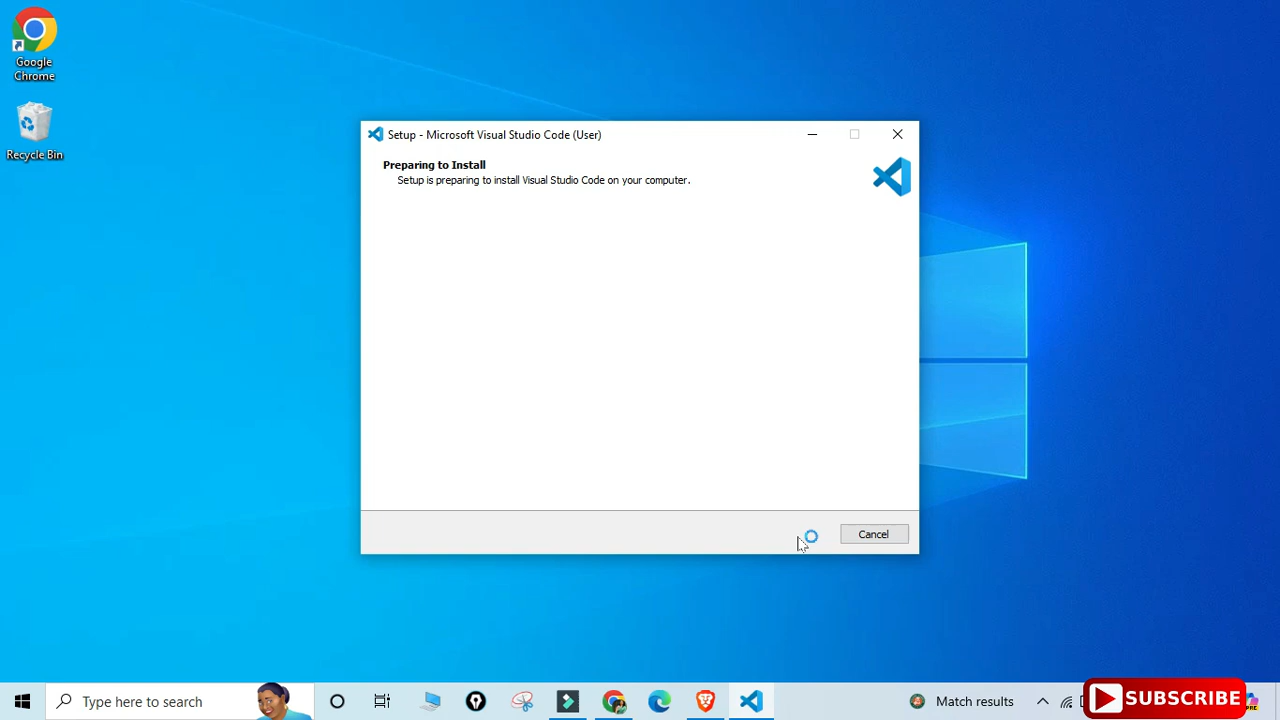 Google
Chrome
Recycle Bin
Setup - Microsoft Visual Studio Code (User)
Preparing to Install
Setup is preparing to install Visual Studio Code on your computer.
Cancel
Type here to search
Match results
SUBSCRIBE
PRE